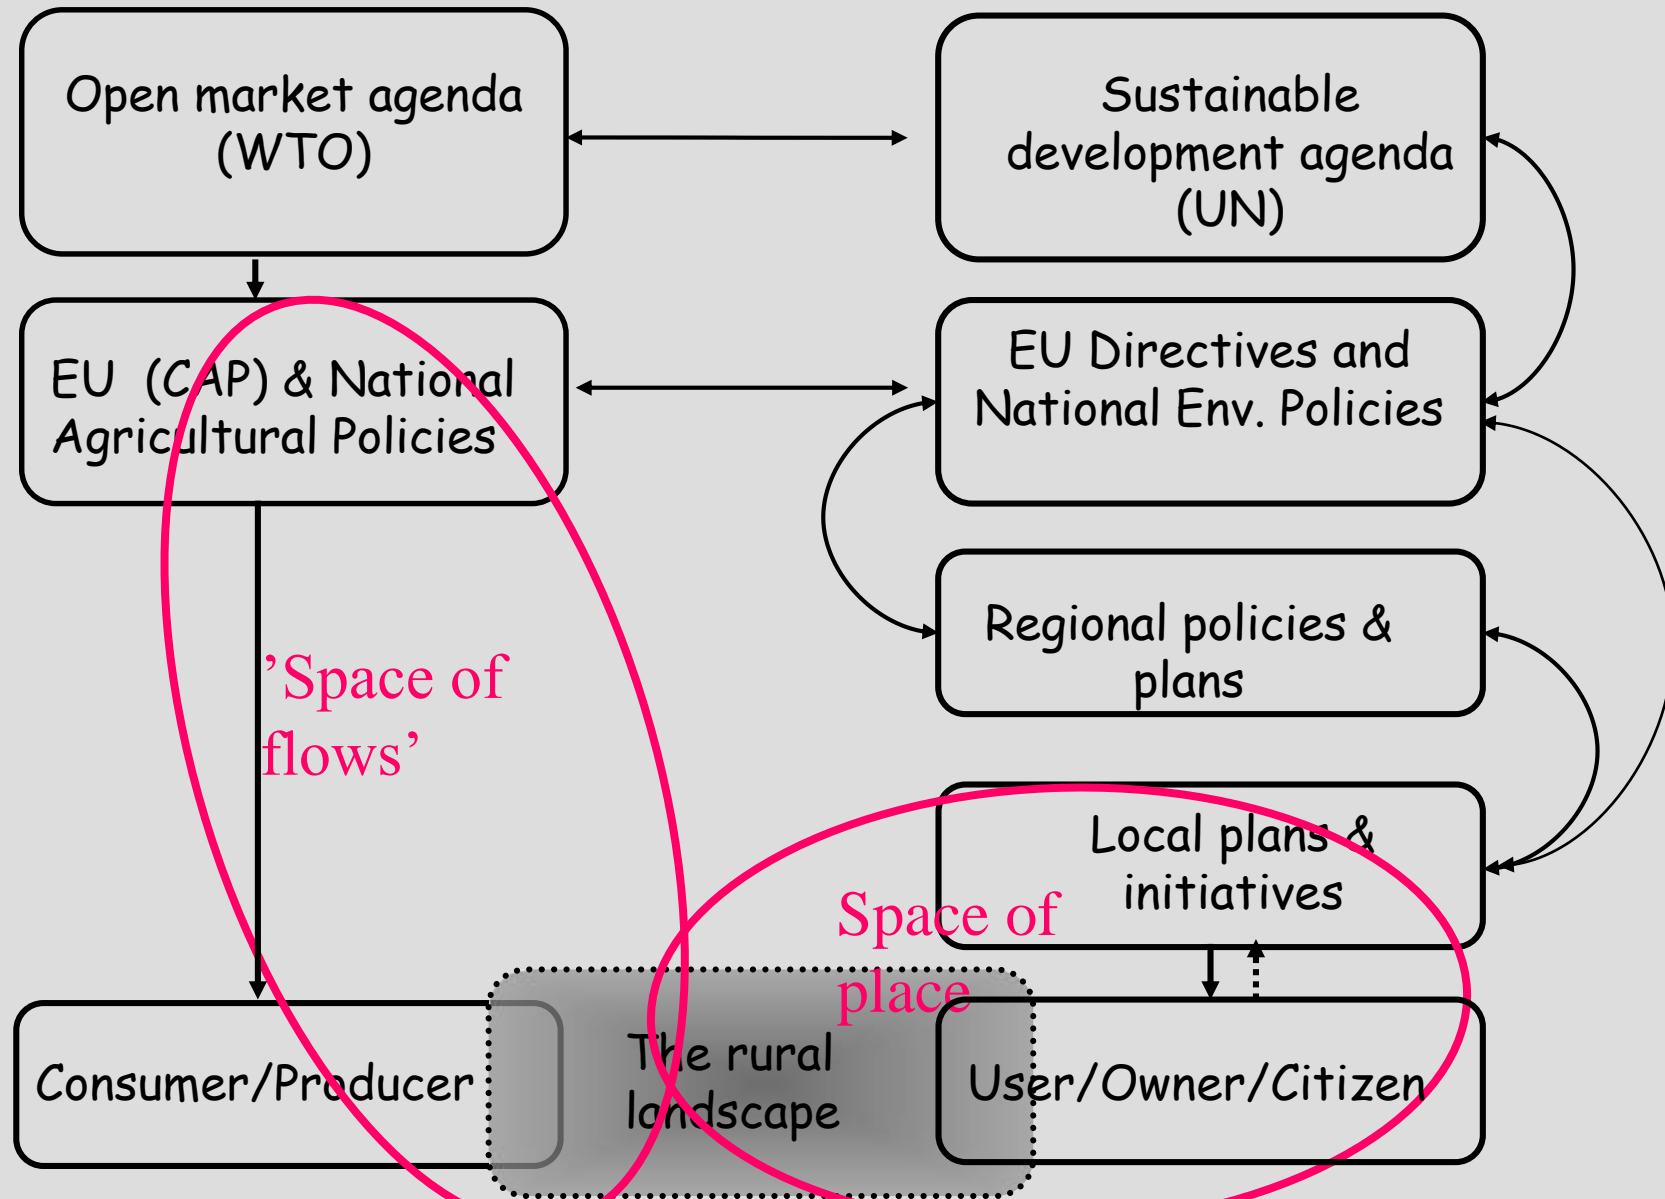 Open market agenda
(WTO)
Sustainable
development agenda
(UN)
EU (CAP) & National
Agricultural Policies
EU Directives and
National Env. Policies
Regional policies &
plans
’Space of
flows’
Local plans &
initiatives
Space of
place
Consumer/Producer
The rural
landscape
User/Owner/Citizen